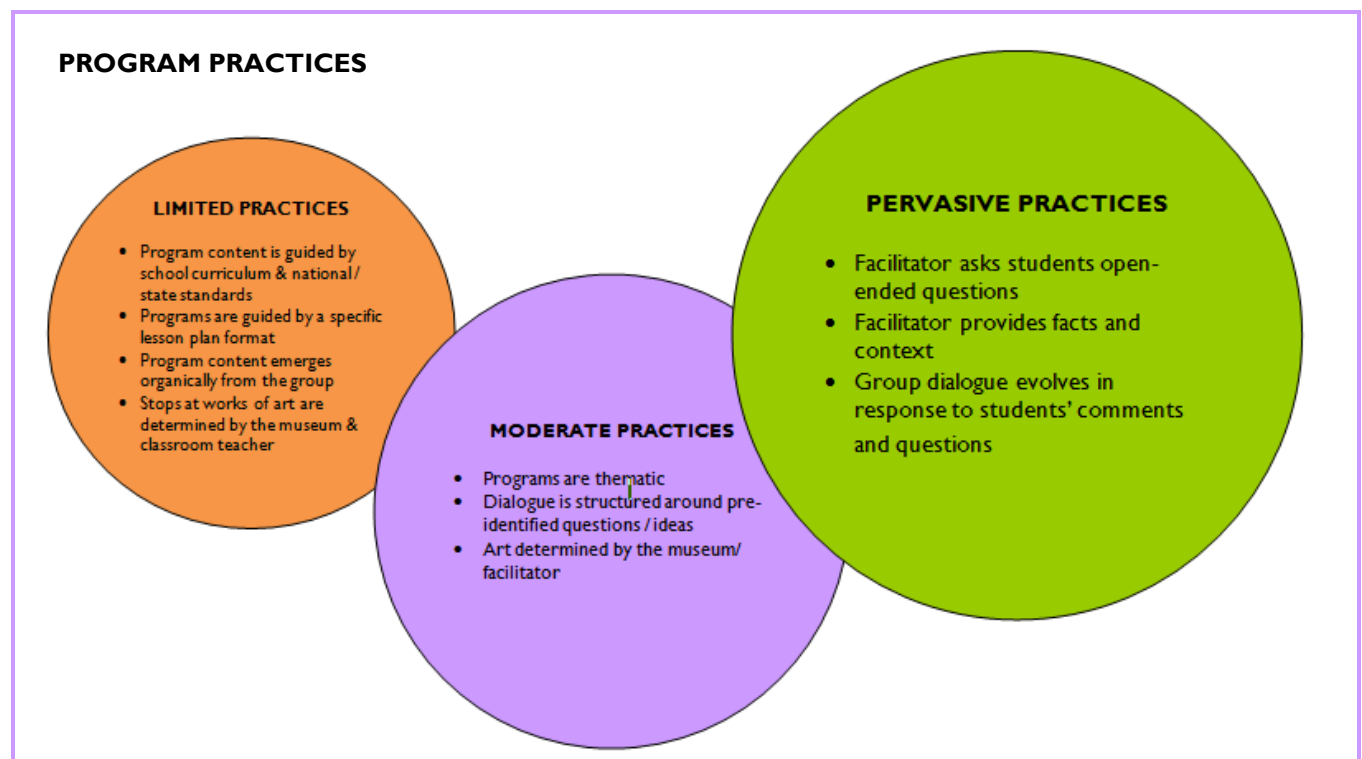 PROGRAM PRACTICES
LIMITED PRACTICES
• Program content is guided by
school curriculum & national /
state standards
• Programs are guided by a specific
lesson plan format
• Program content emerges
organically from the group
• Stops at works of art are
determined by the museum &
classroom teacher
MODERATE PRACTICES
• Programs are thematic
• Dialogue is structured around pre-
identified questions / ideas
• Art determined by the museum/
facilitator
PERVASIVE PRACTICES
• Facilitator asks students open-
ended questions
• Facilitator provides facts and
context
• Group dialogue evolves in
response to students’ comments
and questions